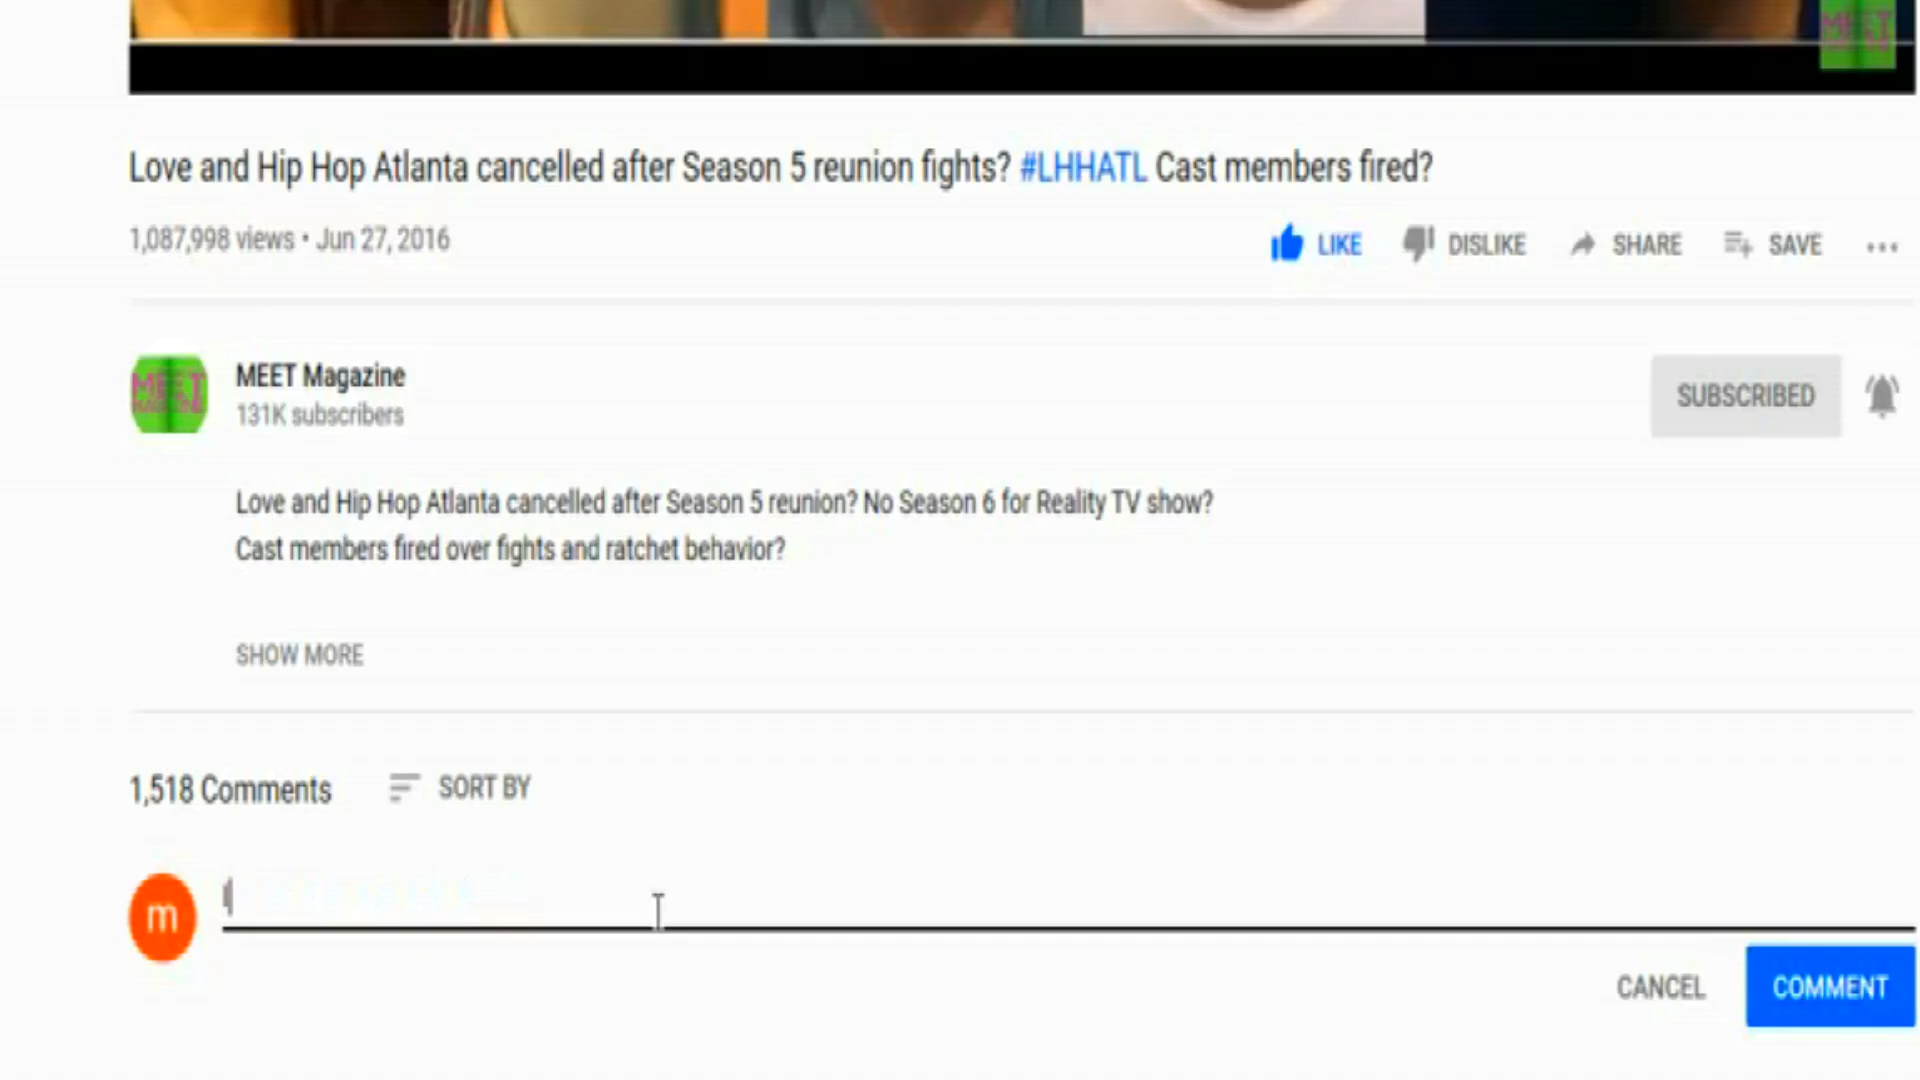 MEET
Love and Hip Hop Atlanta cancelled after Season 5 reunion fights? #LHHATL Cast members fired?
1,087,998 views • Jun 27, 2016
LIKE DISLIKE SHARE SAVE
MEET
MEET Magazine
131K subscribers
SUBSCRIBED
Love and Hip Hop Atlanta cancelled after Season 5 reunion? No Season 6 for Reality TV show?
Cast members fired over fights and ratchet behavior?
SHOW MORE
1,518 Comments SORT BY
m
CANCEL COMMENT